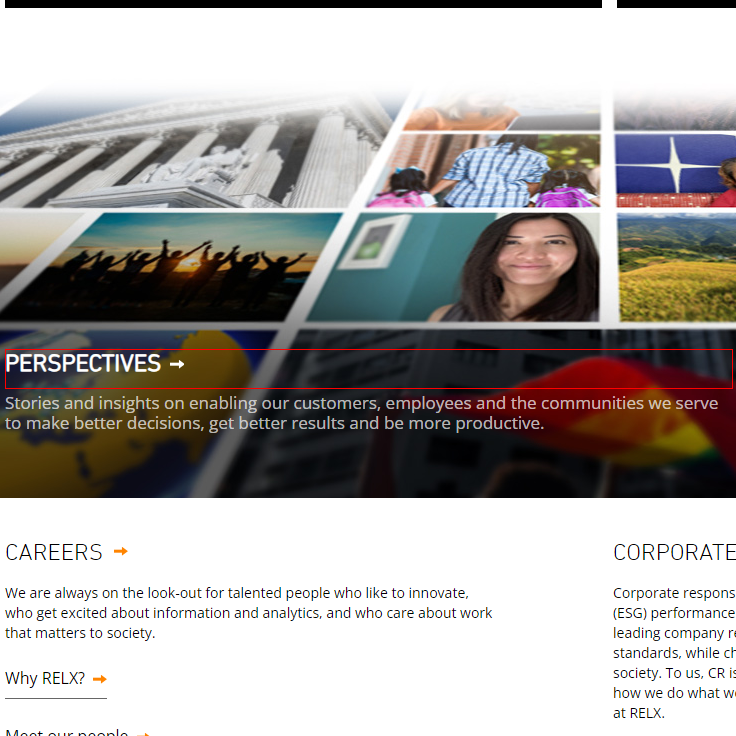 PERSPECTIVES
Stories and insights on enabling our customers, employees and the communities we serve
to make better decisions, get better results and be more productive.
CAREERS
We are always on the look-out for talented people who like to innovate,
who get excited about information and analytics, and who care about work
that matters to society.
Why RELX?
Meet our people
CORPORATE
Corporate respons
(ESG) performance
leading company re
standards, while ch
society. To us, CR is
how we do what we
at RELX.